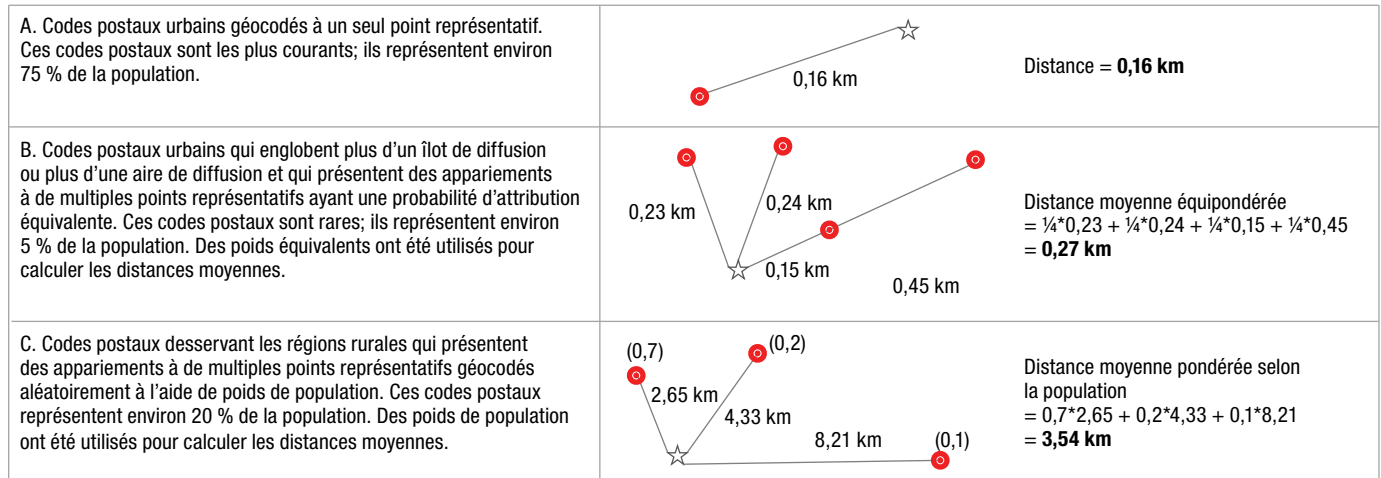 A. Codes postaux urbains géocodés à un seul point représentatif.
Ces codes postaux sont les plus courants; ils représentent environ
75 % de la population.
0,16 km
Distance = 0,16 km
B. Codes postaux urbains qui englobent plus d’un îlot de diffusion
ou plus d’une aire de diffusion et qui présentent des appariements
à de multiples points représentatifs ayant une probabilité d’attribution
équivalente. Ces codes postaux sont rares; ils représentent environ
5 % de la population. Des poids équivalents ont été utilisés pour
calculer les distances moyennes.
0,23 km
0,24 km
0,15 km
0,45 km
Distance moyenne équipondérée
= ¼*0,23 + ¼*0,24 + ¼*0,15 + ¼*0,45
= 0,27 km
C. Codes postaux desservant les régions rurales qui présentent
des appariements à de multiples points représentatifs géocodés
aléatoirement à l’aide de poids de population. Ces codes postaux
représentent environ 20 % de la population. Des poids de population
ont été utilisés pour calculer les distances moyennes.
(0,7)
(0,2)
2,65 km
4,33 km
8,21 km
(0,1)
Distance moyenne pondérée selon
la population
= 0,7*2,65 + 0,2*4,33 + 0,1*8,21
= 3,54 km